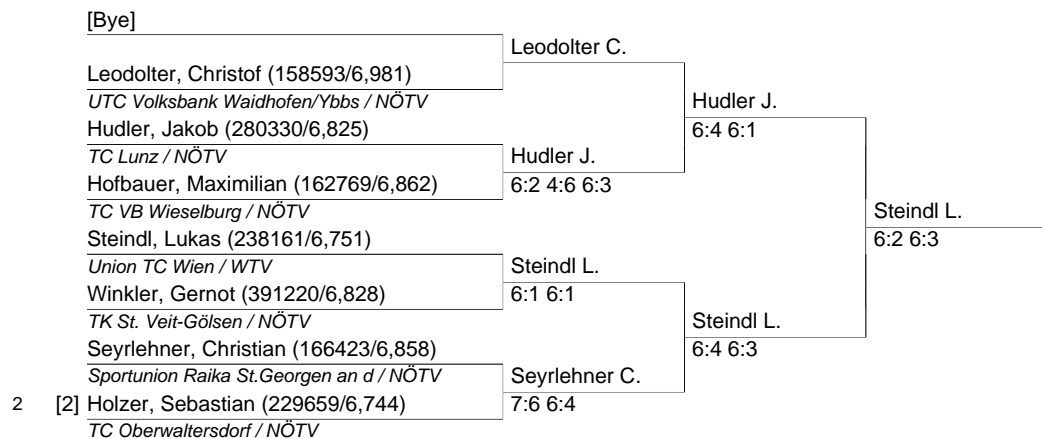 [Bye]
Leodolter C.
Leodolter, Christof (158593/6,981)
UTC Volksbank Waidhofen/Ybbs / NÖTV
Hudler J.
Hudler, Jakob (280330/6,825)
6:4 6:1
TC Lunz / NÖTV
Hudler J.
Hofbauer, Maximilian (162769/6,862)
6:2 4:6 6:3
TC VB Wieselburg / NÖTV
Steindl L.
Steindl, Lukas (238161/6,751)
6:2 6:3
Union TC Wien / WTV
Steindl L.
Winkler, Gernot (391220/6,828)
6:1 6:1
TK St. Veit-Gölsen / NÖTV
Steindl L.
Seyrlehner, Christian (166423/6,858)
6:4 6:3
Sportunion Raika St.Georgen an d / NÖTV
Seyrlehner C.
2 [2] Holzer, Sebastian (229659/6,744)
7:6 6:4
TC Oberwaltersdorf / NÖTV